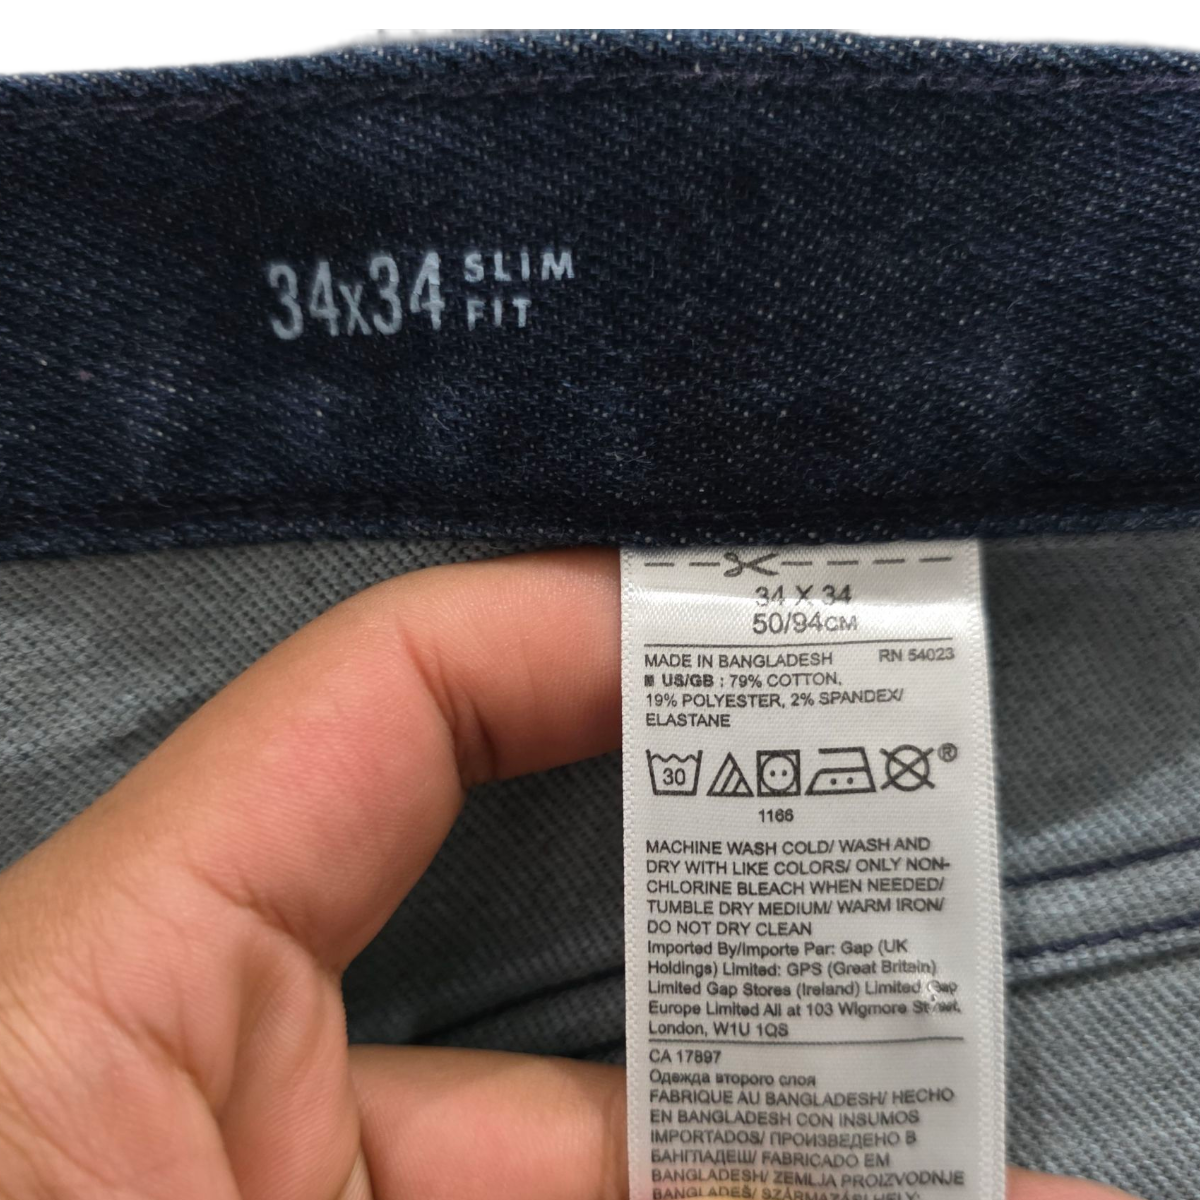 34x34 SLIM
FIT
34 X 34
50/94CM
MADE IN BANGLADESH RN 54023
US/GB : 79% COTTON,
19% POLYESTER, 2% SPANDEX/
ELASTANE
30
®
1166
MACHINE WASH COLD/ WASH AND
DRY WITH LIKE COLORS/ ONLY NON-
CHLORINE BLEACH WHEN NEEDED/
TUMBLE DRY MEDIUM/ WARM IRON/
DO NOT DRY CLEAN
Imported By/Importe Par: Gap (UK
Holdings) Limited: GPS (Great Britain)
Limited Gap Stores (Ireland) Limited Gap
Europe Limited All at 103 Wigmore Street,
London, W1U 1QS
CA 17897
Одежда второго слоя
FABRIQUE AU BANGLADESH/ HECHO
EN BANGLADESH CON INSUMOS
IMPORTADOS/ ПРОИЗВЕДЕНО В
БАНГЛАДЕШ/ FABRICADO EM
BANGLADESH/ ZEMLJA PROIZVODNJE
BANGLADEŠ/ SZÁRMAZÁSI HELY: